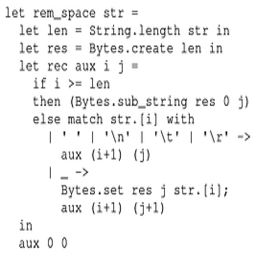 let rem_space str =
  let len = String.length str in
  let res = Bytes.create len in
  let rec aux i j =
    if i >= len
    then (Bytes.sub_string res 0 j)
    else match str.[i] with
      | ' ' | '\n' | '\t' | '\r' ->
        aux (i+1) (j)
      | _ ->
        Bytes.set res j str.[i];
        aux (i+1) (j+1)
  in
  aux 0 0